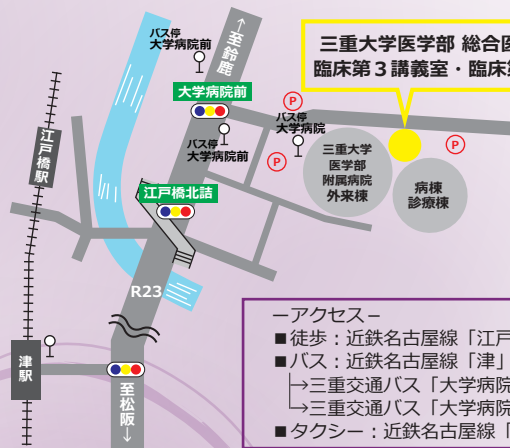 ↑至鈴鹿
バス停
大学病院前
三重大学医学部 総合医
臨床第3講義室・臨床第
大学病院前
P
バス停
大学病院
バス停
大学病院前
P
P
三重大学
医学部
附属病院
外来棟
病棟
診療棟
江戸橋駅
江戸橋北詰
R23
津駅
至松阪↓
−アクセス−
■徒歩：近鉄名古屋線「江戸
■バス：近鉄名古屋線「津」
→三重交通バス「大学病院
→三重交通バス「大学病院
■タクシー：近鉄名古屋線「